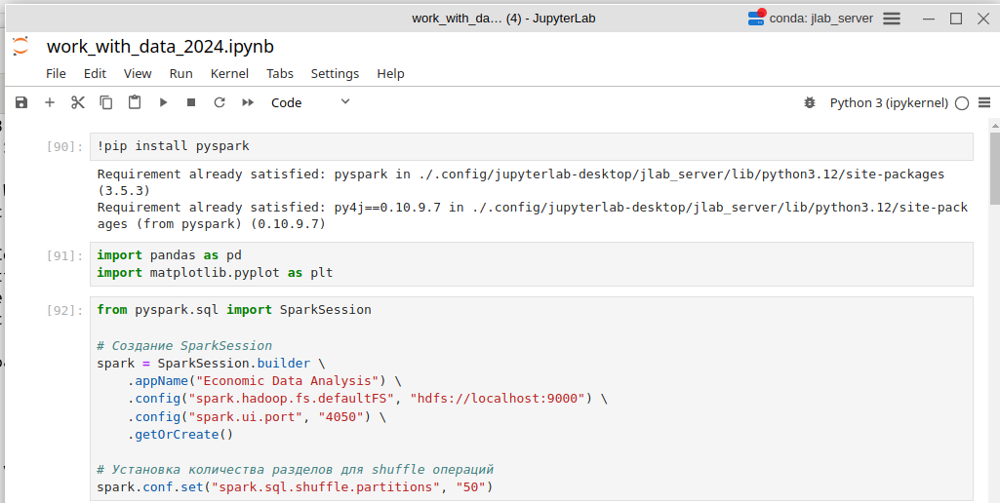 work_with_da... (4) - JupyterLab
conda: jlab_server
work_with_data_2024.ipynb
File Edit View Run Kernel Tabs Settings Help
Code
Python 3 (ipykernel)
[90]:
!pip install pyspark
Requirement already satisfied: pyspark in ./.config/jupyterlab-desktop/jlab_server/lib/python3.12/site-packages
(3.5.3)
Requirement already satisfied: py4j==0.10.9.7 in ./.config/jupyterlab-desktop/jlab_server/lib/python3.12/site-pack
ages (from pyspark) (0.10.9.7)
[91]:
import pandas as pd
import matplotlib.pyplot as plt
[92]:
from pyspark.sql import SparkSession
# Создание SparkSession
spark = SparkSession.builder \
    .appName("Economic Data Analysis") \
    .config("spark.hadoop.fs.defaultFS", "hdfs://localhost:9000") \
    .config("spark.ui.port", "4050") \
    .getOrCreate()
# Установка количества разделов для shuffle операций
spark.conf.set("spark.sql.shuffle.partitions", "50")